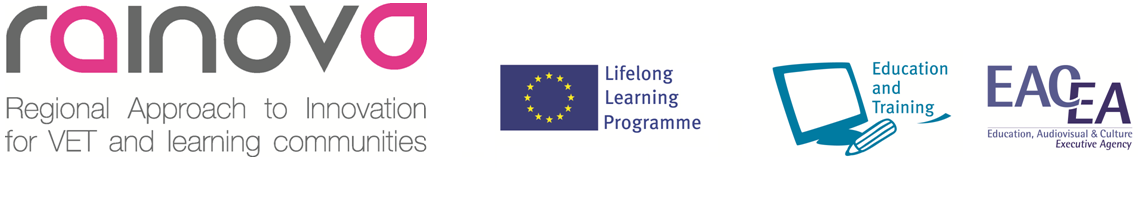 rainova
Regional Approach to Innovation
for VET and learning communities
Lifelong
Learning
Programme
Education
and
Training
EACEA
Education, Audiovisual & Culture
Executive Agency